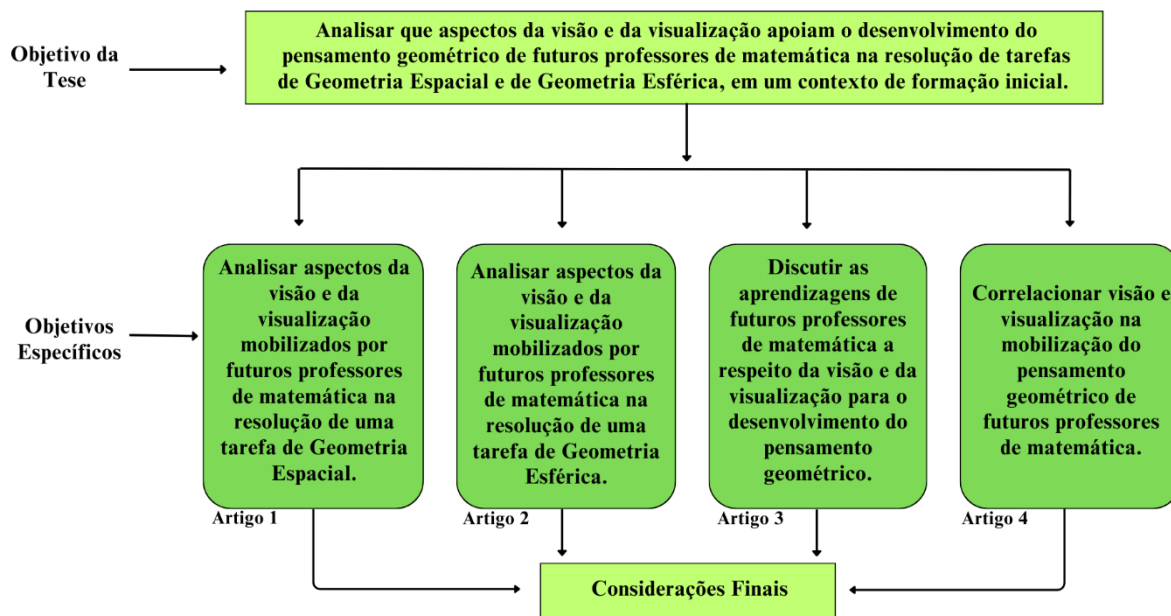 Objetivo da
Tese
Analisar que aspectos da visão e da visualização apoiam o desenvolvimento do
pensamento geométrico de futuros professores de matemática na resolução de tarefas
de Geometria Espacial e de Geometria Esférica, em um contexto de formação inicial.
Objetivos
Específicos
Analisar aspectos da
visão e da
visualização
mobilizados por
futuros professores
de matemática na
resolução de uma
tarefa de Geometria
Espacial.
Artigo 1
Analisar aspectos da
visão e da
visualização
mobilizados por
futuros professores
de matemática na
resolução de uma
tarefa de Geometria
Esférica.
Artigo 2
Discutir as
aprendizagens de
futuros professores
de matemática a
respeito da visão e da
visualização para o
desenvolvimento do
pensamento
geométrico.
Artigo 3
Correlacionar visão e
visualização na
mobilização do
pensamento
geométrico de
futuros professores
de matemática.
Artigo 4
Considerações Finais